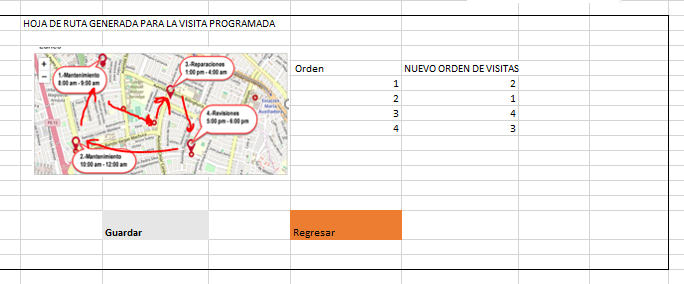 HOJA DE RUTA GENERADA PARA LA VISITA PROGRAMADA
1.-Mantenimiento
8:00 am - 9:00 am
3.-Reparaciones
1:00 pm - 4:00 am
4.-Revisiones
5:00 pm - 6:00 pm
2.-Mantenimiento
10:00 am - 12:00 am
Orden NUEVO ORDEN DE VISITAS
1 2
2 1
3 4
4 3
Guardar Regresar